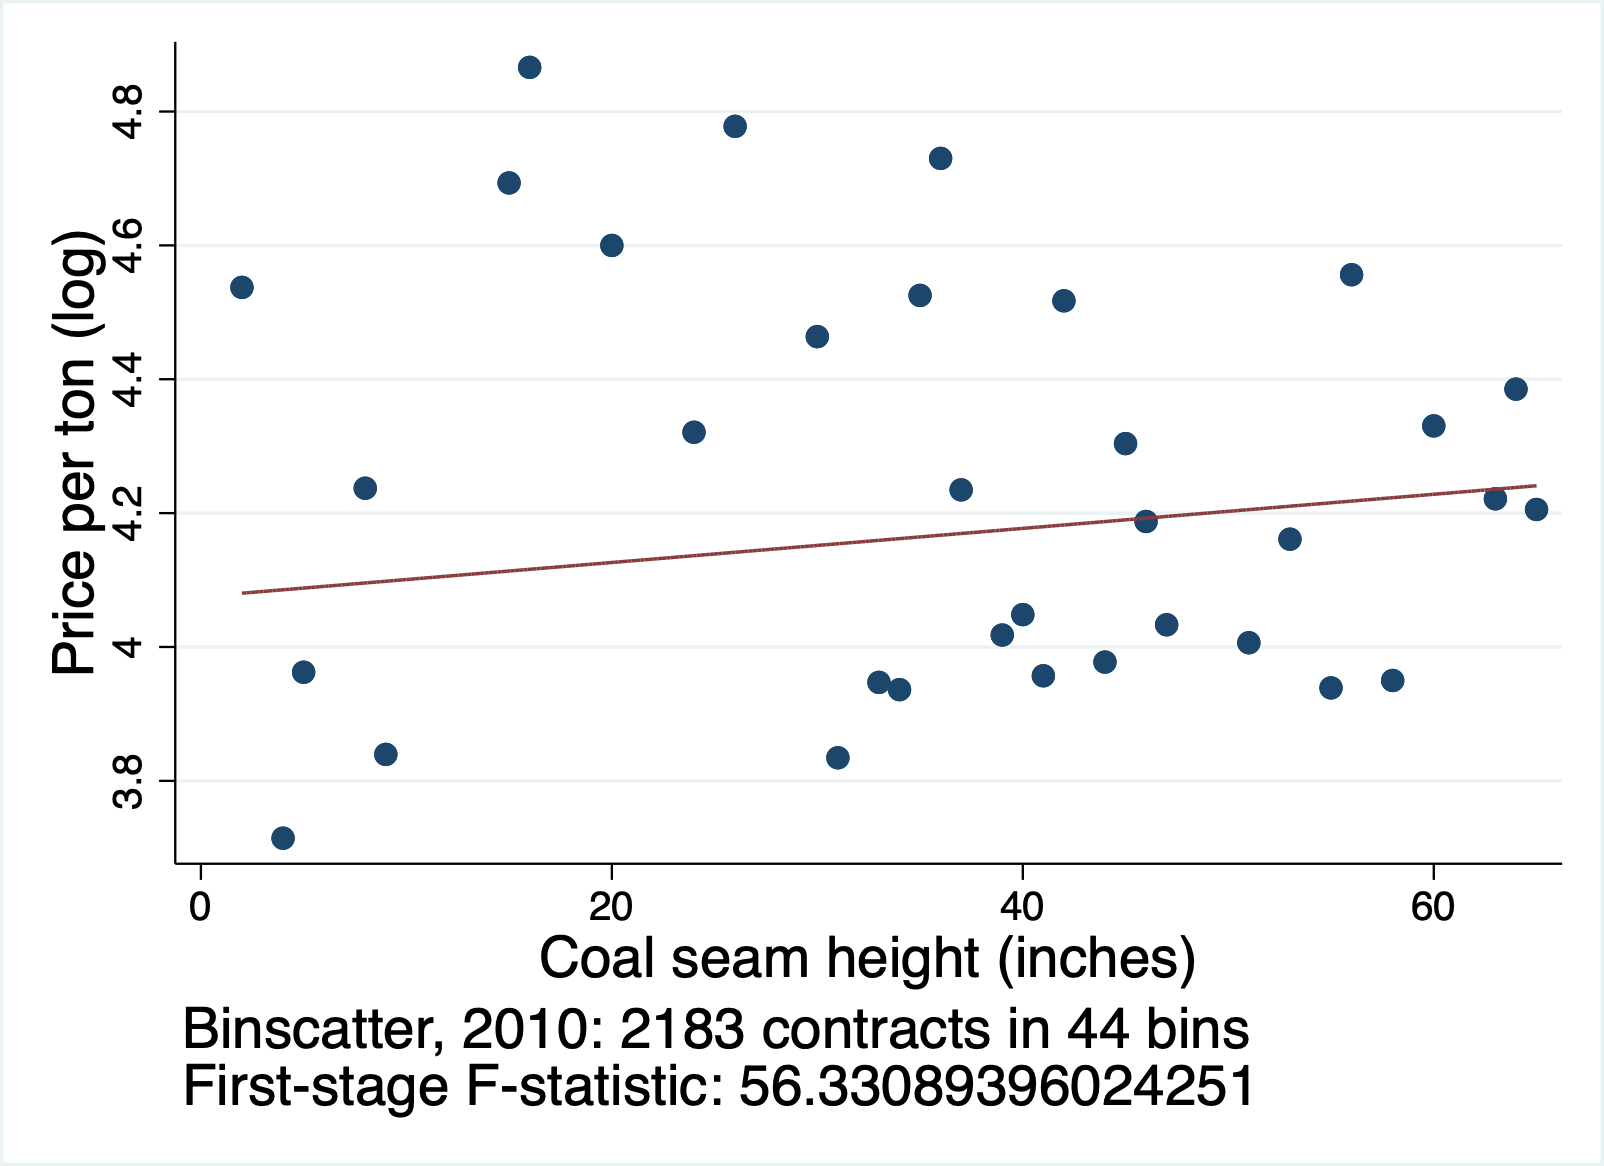 4.8
4.6
4.4
4.2
4
3.8
Price per ton (log)
0 20 40 60
Coal seam height (inches)
Binscatter, 2010: 2183 contracts in 44 bins
First-stage F-statistic: 56.33089396024251